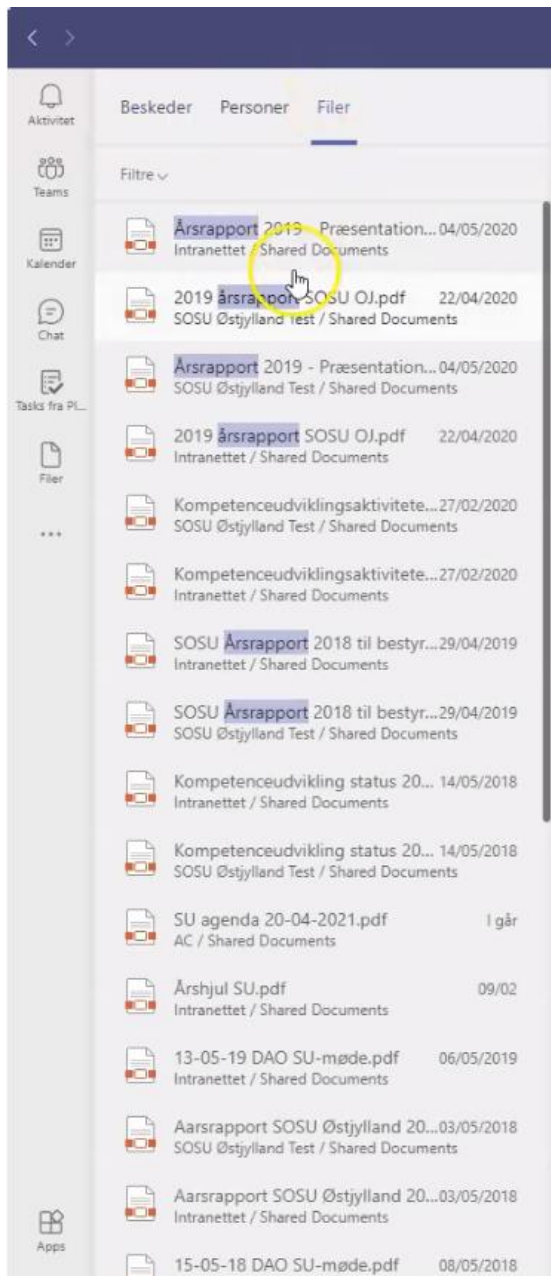 Aktivitet
Teams
Kalender
Chat
Tasks fra Pl...
Filer
Apps
Beskeder Personer Filer
Filtre
Årsrapport 2019 - Præsentation... 04/05/2020
Intranettet / Shared Documents
2019 årsrapport SOSU OJ.pdf 22/04/2020
SOSU Østjylland Test / Shared Documents
Årsrapport 2019 - Præsentation... 04/05/2020
SOSU Østjylland Test / Shared Documents
2019 årsrapport SOSU OJ.pdf 22/04/2020
Intranettet / Shared Documents
Kompetenceudviklingsaktivitete... 27/02/2020
SOSU Østjylland Test / Shared Documents
Kompetenceudviklingsaktivitete... 27/02/2020
Intranettet / Shared Documents
SOSU Årsrapport 2018 til bestyr... 29/04/2019
Intranettet / Shared Documents
SOSU Årsrapport 2018 til bestyr... 29/04/2019
SOSU Østjylland Test / Shared Documents
Kompetenceudvikling status 20... 14/05/2018
Intranettet / Shared Documents
Kompetenceudvikling status 20... 14/05/2018
SOSU Østjylland Test / Shared Documents
SU agenda 20-04-2021.pdf I går
AC / Shared Documents
Årshjul SU.pdf 09/02
Intranettet / Shared Documents
13-05-19 DAO SU-møde.pdf 06/05/2019
Intranettet / Shared Documents
Aarsrapport SOSU Østjylland 20... 03/05/2018
SOSU Østjylland Test / Shared Documents
Aarsrapport SOSU Østjylland 20... 03/05/2018
Intranettet / Shared Documents
15-05-18 DAO SU-møde.pdf 08/05/2018